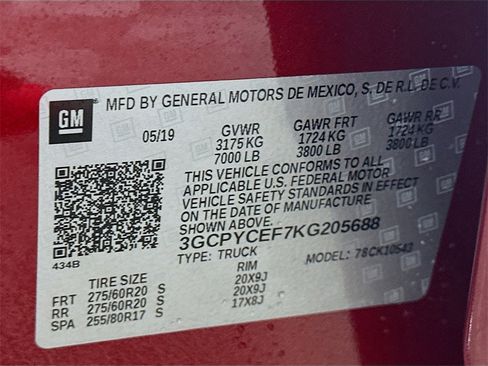 GM
MFD BY GENERAL MOTORS DE MEXICO, S, DE R.L. DE C.V.
05/19 GVWR GAWR FRT GAWR RR
3175 KG 1724 KG 1724 KG
7000 LB 3800 LB 3800 LB
THIS VEHICLE CONFORMS TO ALL
APPLICABLE U.S. FEDERAL MOTOR
VEHICLE SAFETY STANDARDS IN EFFECT
ON THE DATE OF MANUFACTURE
SHOWN ABOVE.
3GCPYCEF7KG205688
434B TYPE: TRUCK MODEL: 78CK10543
TIRE SIZE RIM
FRT 275/60R20 S 20X9J
RR 275/60R20 S 20X9J
SPA 255/80R17 S 17X8J